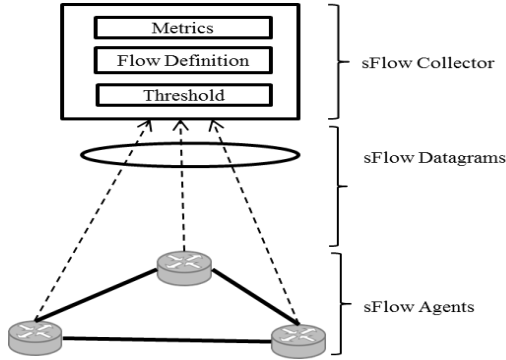 Metrics
Flow Definition
Threshold
sFlow Collector
sFlow Datagrams
sFlow Agents